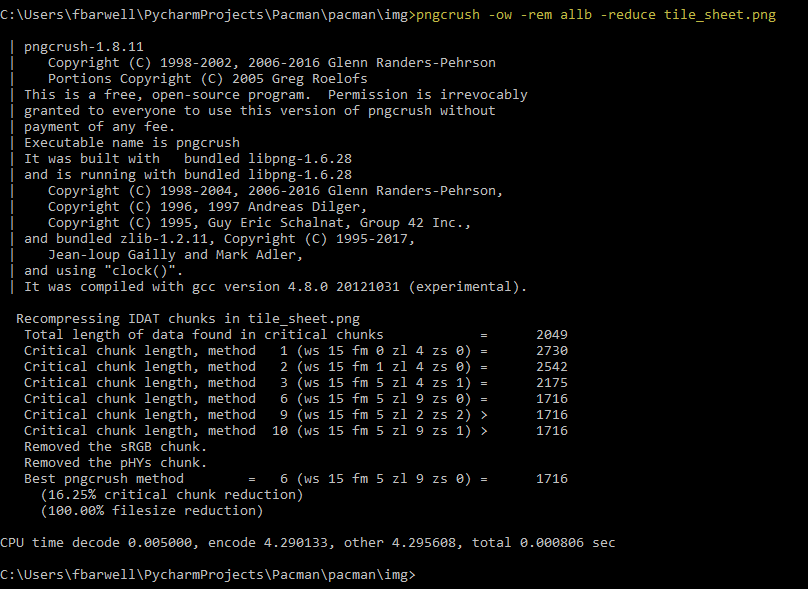 C:\Users\fbarwell\PycharmProjects\Pacman\pacman\img>pngcrush -ow -rem allb -reduce tile_sheet.png
| pngcrush-1.8.11
|    Copyright (C) 1998-2002, 2006-2016 Glenn Randers-Pehrson
|    Portions Copyright (C) 2005 Greg Roelofs
| This is a free, open-source program.  Permission is irrevocably
| granted to everyone to use this version of pngcrush without
| payment of any fee.
| Executable name is pngcrush
| It was built with   bundled libpng-1.6.28
| and is running with bundled libpng-1.6.28
|    Copyright (C) 1998-2004, 2006-2016 Glenn Randers-Pehrson,
|    Copyright (C) 1996, 1997 Andreas Dilger,
|    Copyright (C) 1995, Guy Eric Schalnat, Group 42 Inc.,
| and bundled zlib-1.2.11, Copyright (C) 1995-2017,
|    Jean-loup Gailly and Mark Adler,
| and using "clock()".
| It was compiled with gcc version 4.8.0 20121031 (experimental).
  Recompressing IDAT chunks in tile_sheet.png
   Total length of data found in critical chunks            =      2049
   Critical chunk length, method   1 (ws 15 fm 0 zl 4 zs 0) =      2730
   Critical chunk length, method   2 (ws 15 fm 1 zl 4 zs 0) =      2542
   Critical chunk length, method   3 (ws 15 fm 5 zl 4 zs 1) =      2175
   Critical chunk length, method   6 (ws 15 fm 5 zl 9 zs 0) =      1716
   Critical chunk length, method   9 (ws 15 fm 5 zl 2 zs 2) >      1716
   Critical chunk length, method  10 (ws 15 fm 5 zl 9 zs 1) >      1716
   Removed the sRGB chunk.
   Removed the pHYs chunk.
   Best pngcrush method        =   6 (ws 15 fm 5 zl 9 zs 0) =      1716
     (16.25% critical chunk reduction)
     (100.00% filesize reduction)
CPU time decode 0.005000, encode 4.290133, other 4.295608, total 0.000806 sec
C:\Users\fbarwell\PycharmProjects\Pacman\pacman\img>